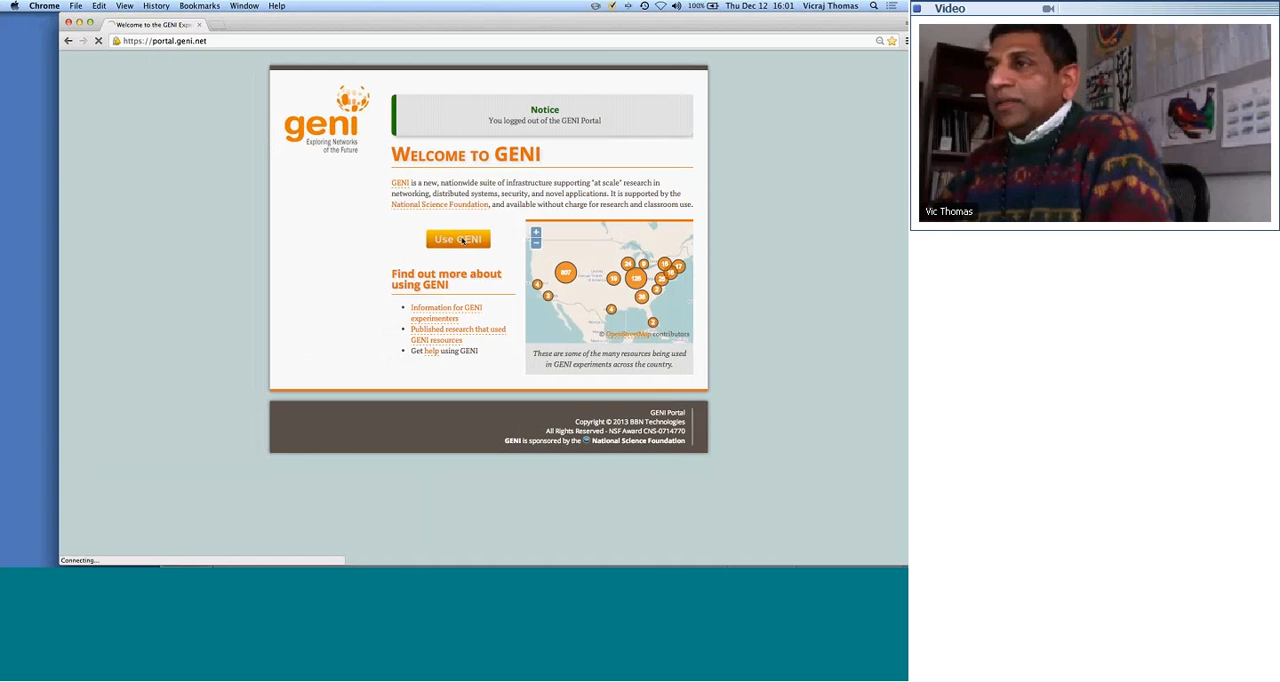 Chrome File Edit View History Bookmarks Window Help
100% Thu Dec 12 16:01 Vicraj Thomas
Welcome to the GENI Exp
https://portal.geni.net
Notice
You logged out of the GENI Portal
geni
Exploring Networks
of the Future
WELCOME TO GENI
GENI is a new, nationwide suite of infrastructure supporting "at scale" research in
networking, distributed systems, security, and novel applications. It is supported by the
National Science Foundation, and available without charge for research and classroom use.
Use GENI
Find out more about
using GENI
Information for GENI
experimenters
Published research that used
GENI resources
Get help using GENI
© OpenStreetMap contributors
These are some of the many resources being used
in GENI experiments across the country.
GENI Portal
Copyright © 2013 BBN Technologies
All Rights Reserved - NSF Award CNS-0714770
GENI is sponsored by the National Science Foundation
Connecting...
Video
Vic Thomas